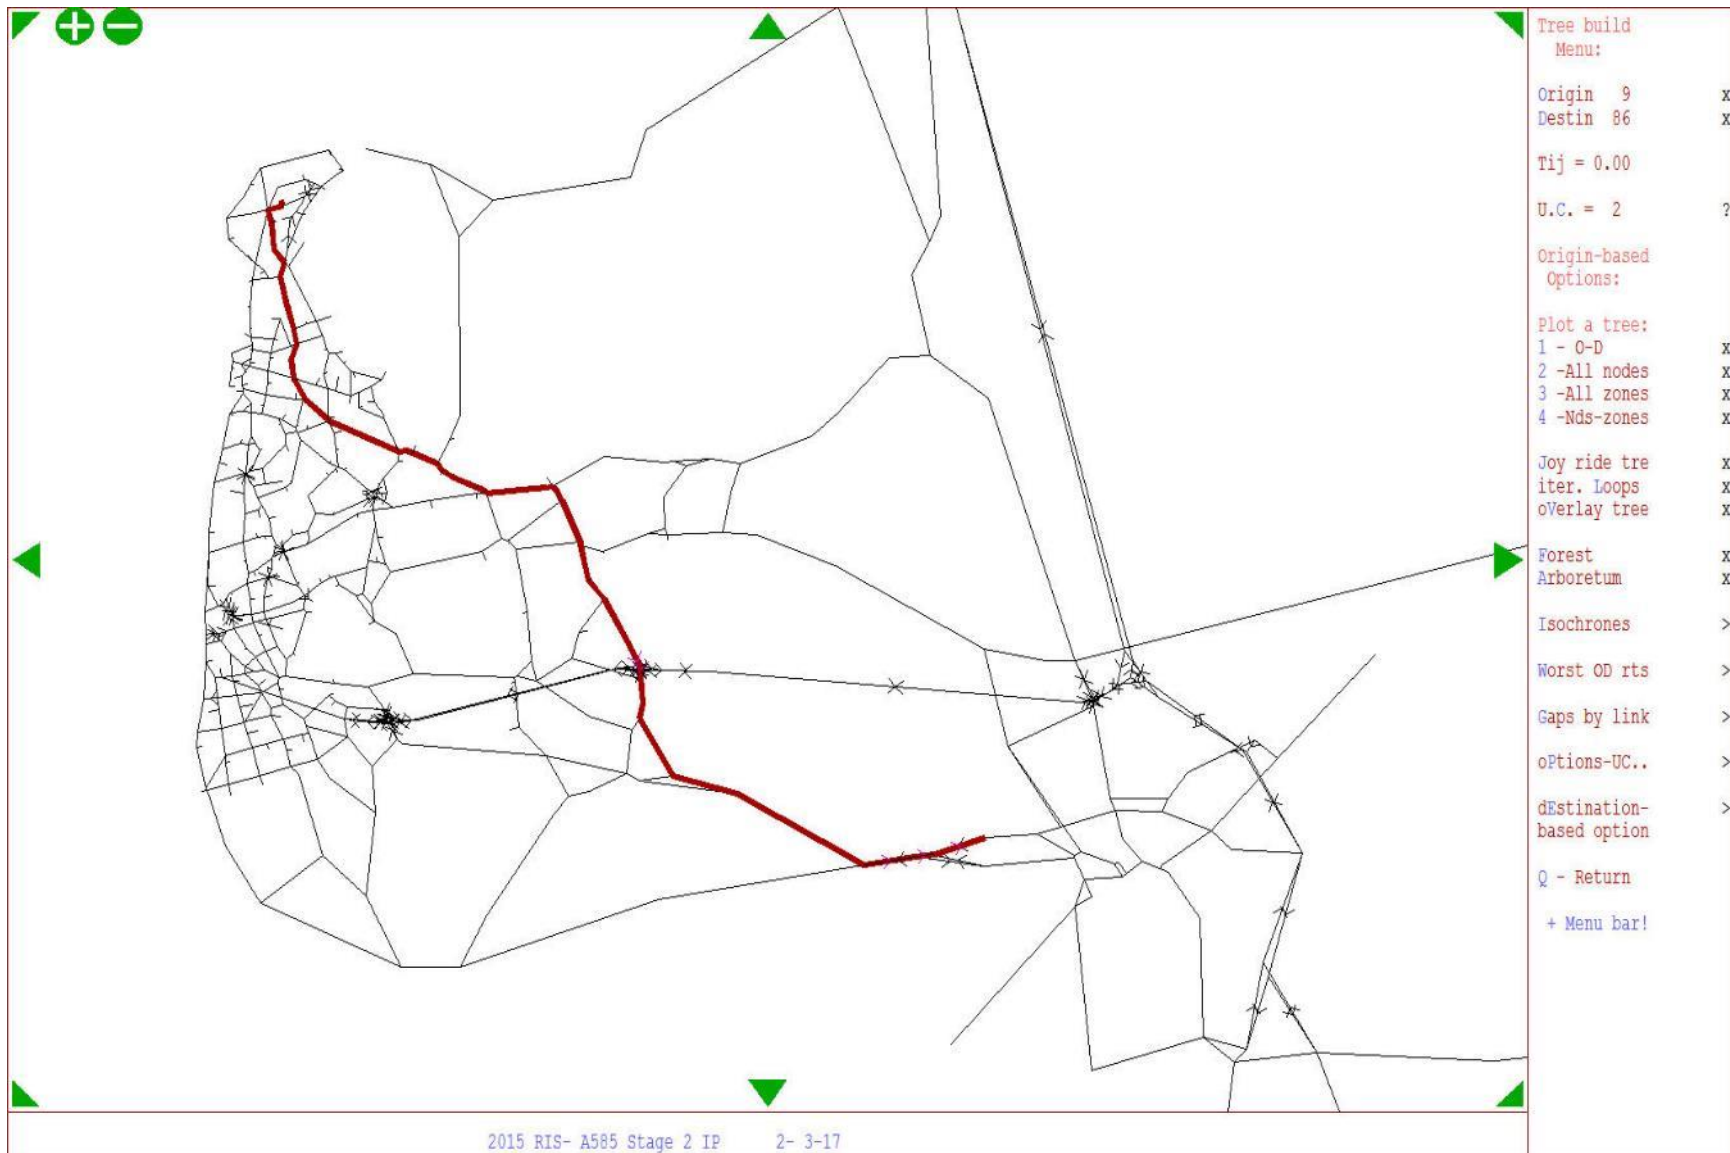 Tree build
Menu:
Origin 9 x
Destin 86 x
Tij = 0.00
U.C. = 2 ?
Origin-based
Options:
Plot a tree:
1 - O-D x
2 -All nodes x
3 -All zones x
4 -Nds-zones x
Joy ride tre x
iter. Loops x
oVerlay tree x
Forest x
Arboretum x
Isochrones >
Worst OD rts >
Gaps by link >
oPtions-UC.. >
dEstination- >
based option
Q - Return
+ Menu bar!
2015 RIS- A585 Stage 2 IP 2- 3-17